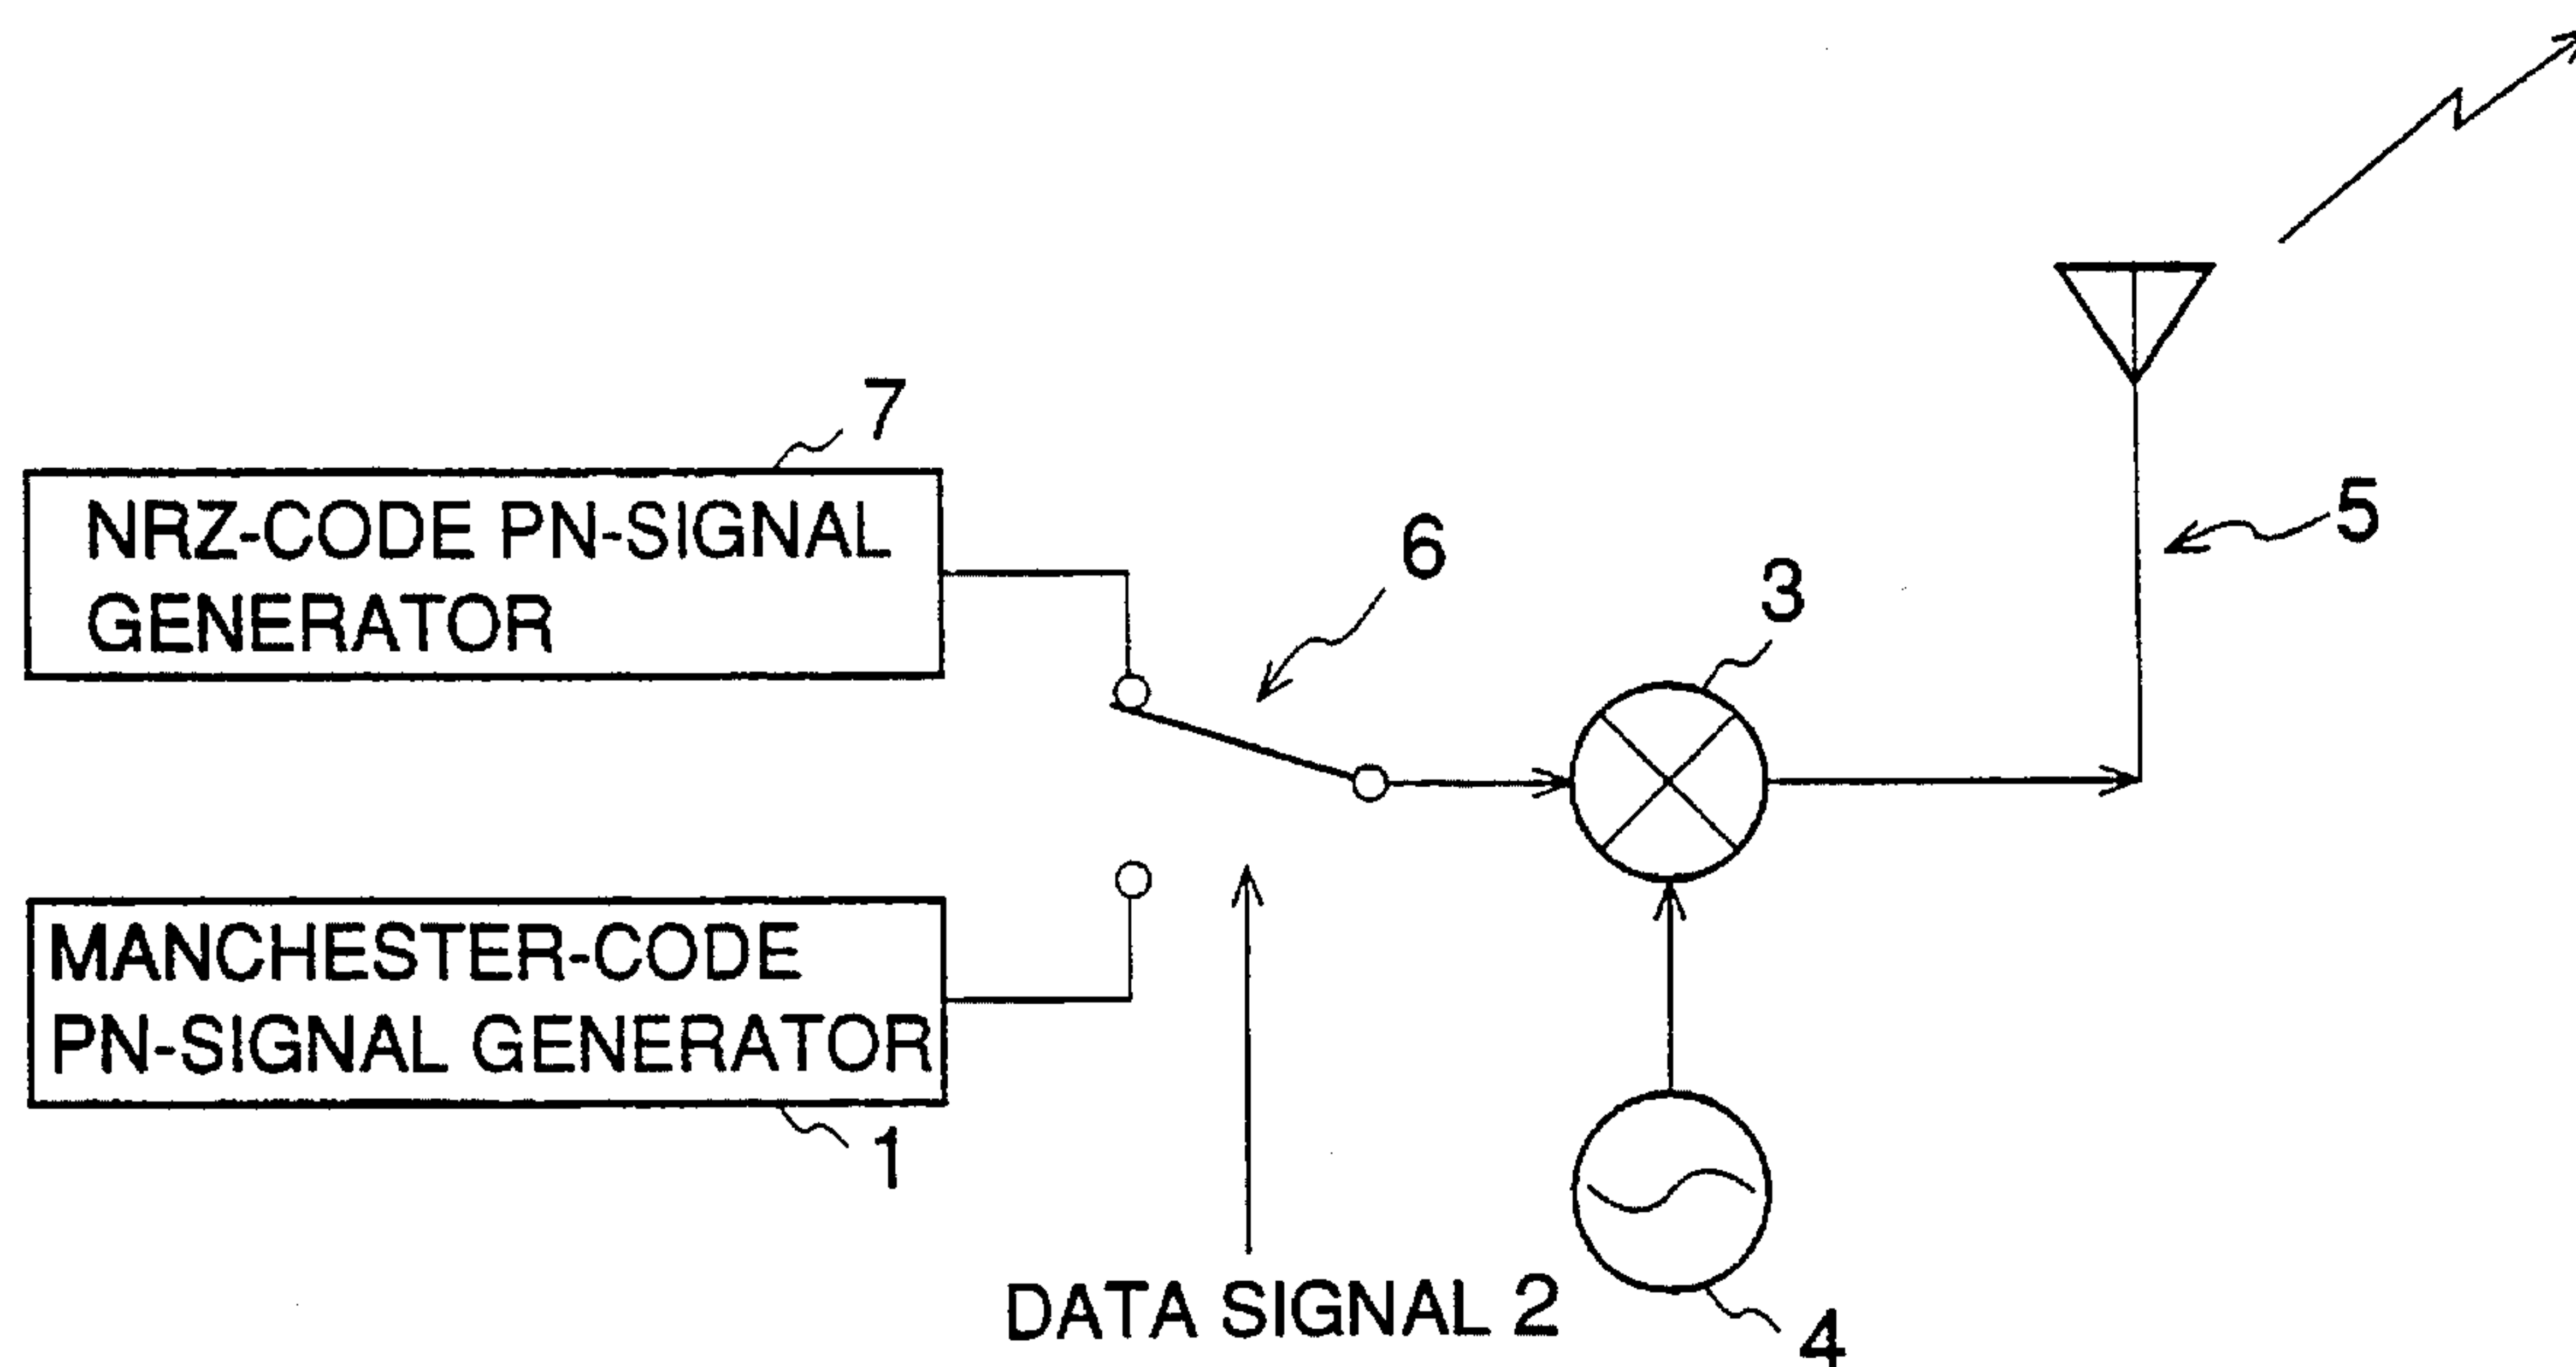 7
NRZ-CODE PN-SIGNAL
GENERATOR
6
5
3
MANCHESTER-CODE
PN-SIGNAL GENERATOR
1
DATA SIGNAL 2
4